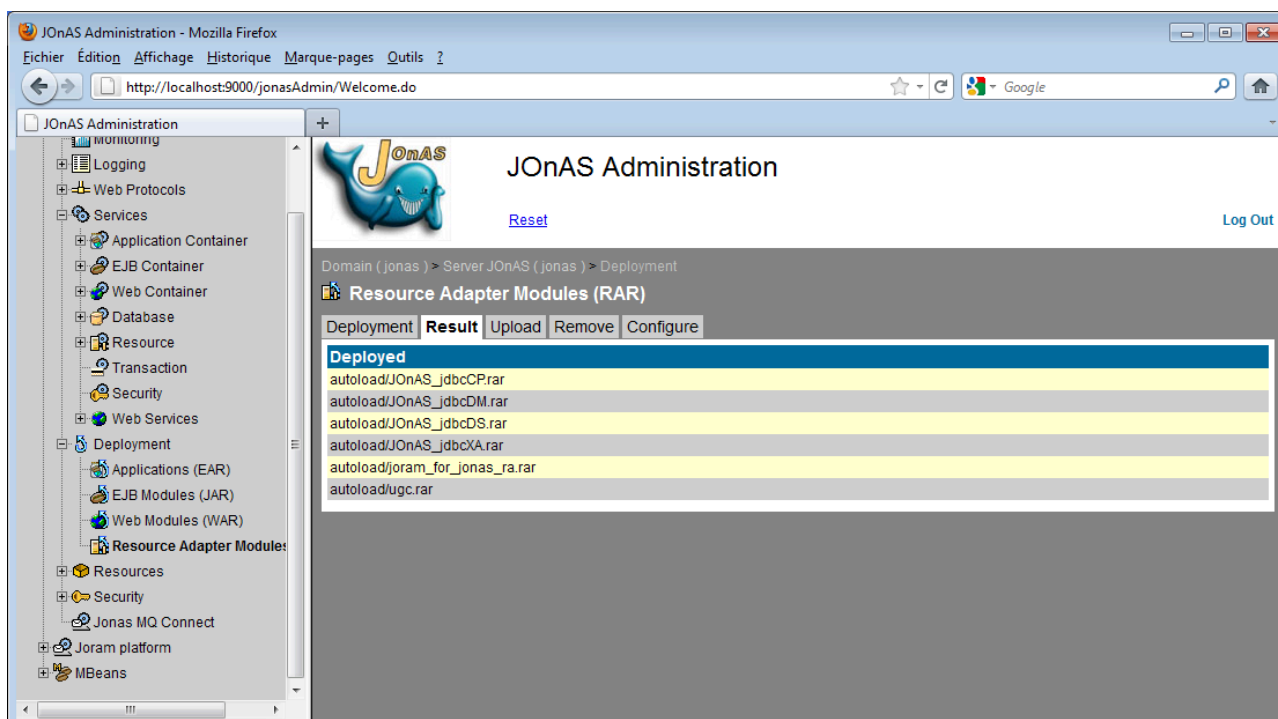 JOnAS Administration - Mozilla Firefox
Fichier Édition Affichage Historique Marque-pages Outils ?
http://localhost:9000/jonasAdmin/Welcome.do
Google
JOnAS Administration
Monitoring
Logging
Web Protocols
Services
Application Container
EJB Container
Web Container
Database
Resource
Transaction
Security
Web Services
Deployment
Applications (EAR)
EJB Modules (JAR)
Web Modules (WAR)
Resource Adapter Modules
Resources
Security
Jonas MQ Connect
Joram platform
MBeans
JOnAS
JOnAS Administration
Reset
Log Out
Domain ( jonas ) > Server JOnAS ( jonas ) > Deployment
Resource Adapter Modules (RAR)
Deployment Result Upload Remove Configure
Deployed
autoload/JOnAS_jdbcCP.rar
autoload/JOnAS_jdbcDM.rar
autoload/JOnAS_jdbcDS.rar
autoload/JOnAS_jdbcXA.rar
autoload/joram_for_jonas_ra.rar
autoload/ugc.rar